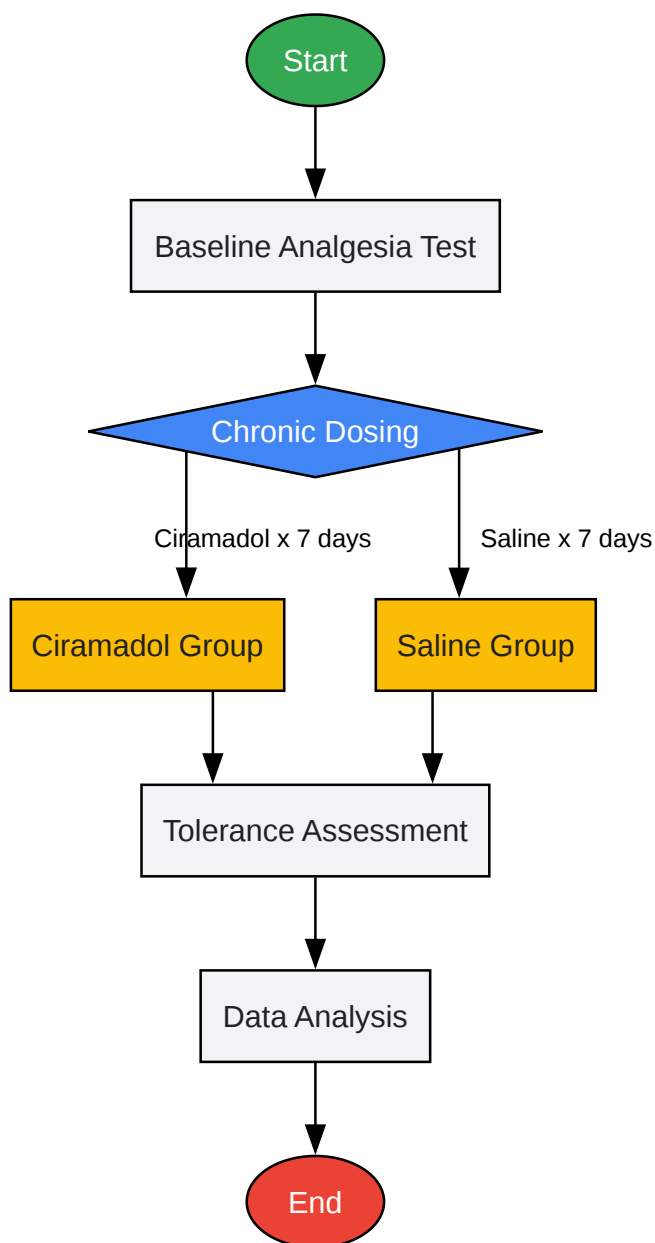 Start
Baseline Analgesia Test
Chronic Dosing
Ciramadol x 7 days
Saline x 7 days
Ciramadol Group
Saline Group
Tolerance Assessment
Data Analysis
End